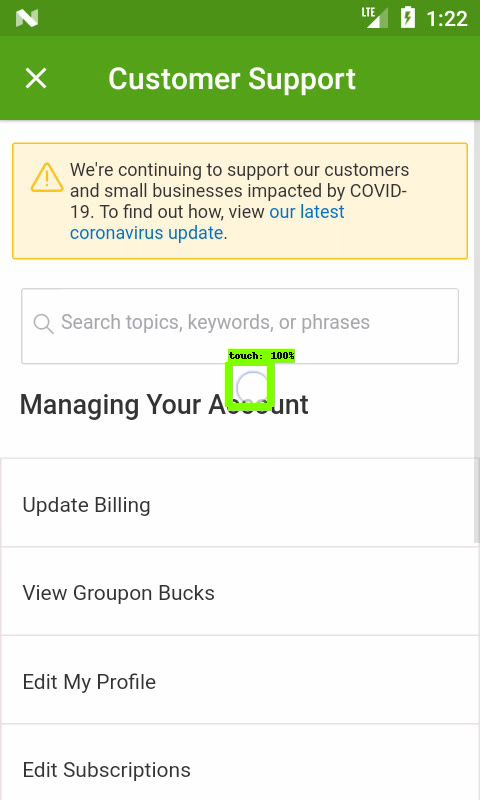 LTE 1:22
Customer Support
We're continuing to support our customers
and small businesses impacted by COVID-
19. To find out how, view our latest
coronavirus update.
Search topics, keywords, or phrases
touch: 100%
Managing Your Account
Update Billing
View Groupon Bucks
Edit My Profile
Edit Subscriptions